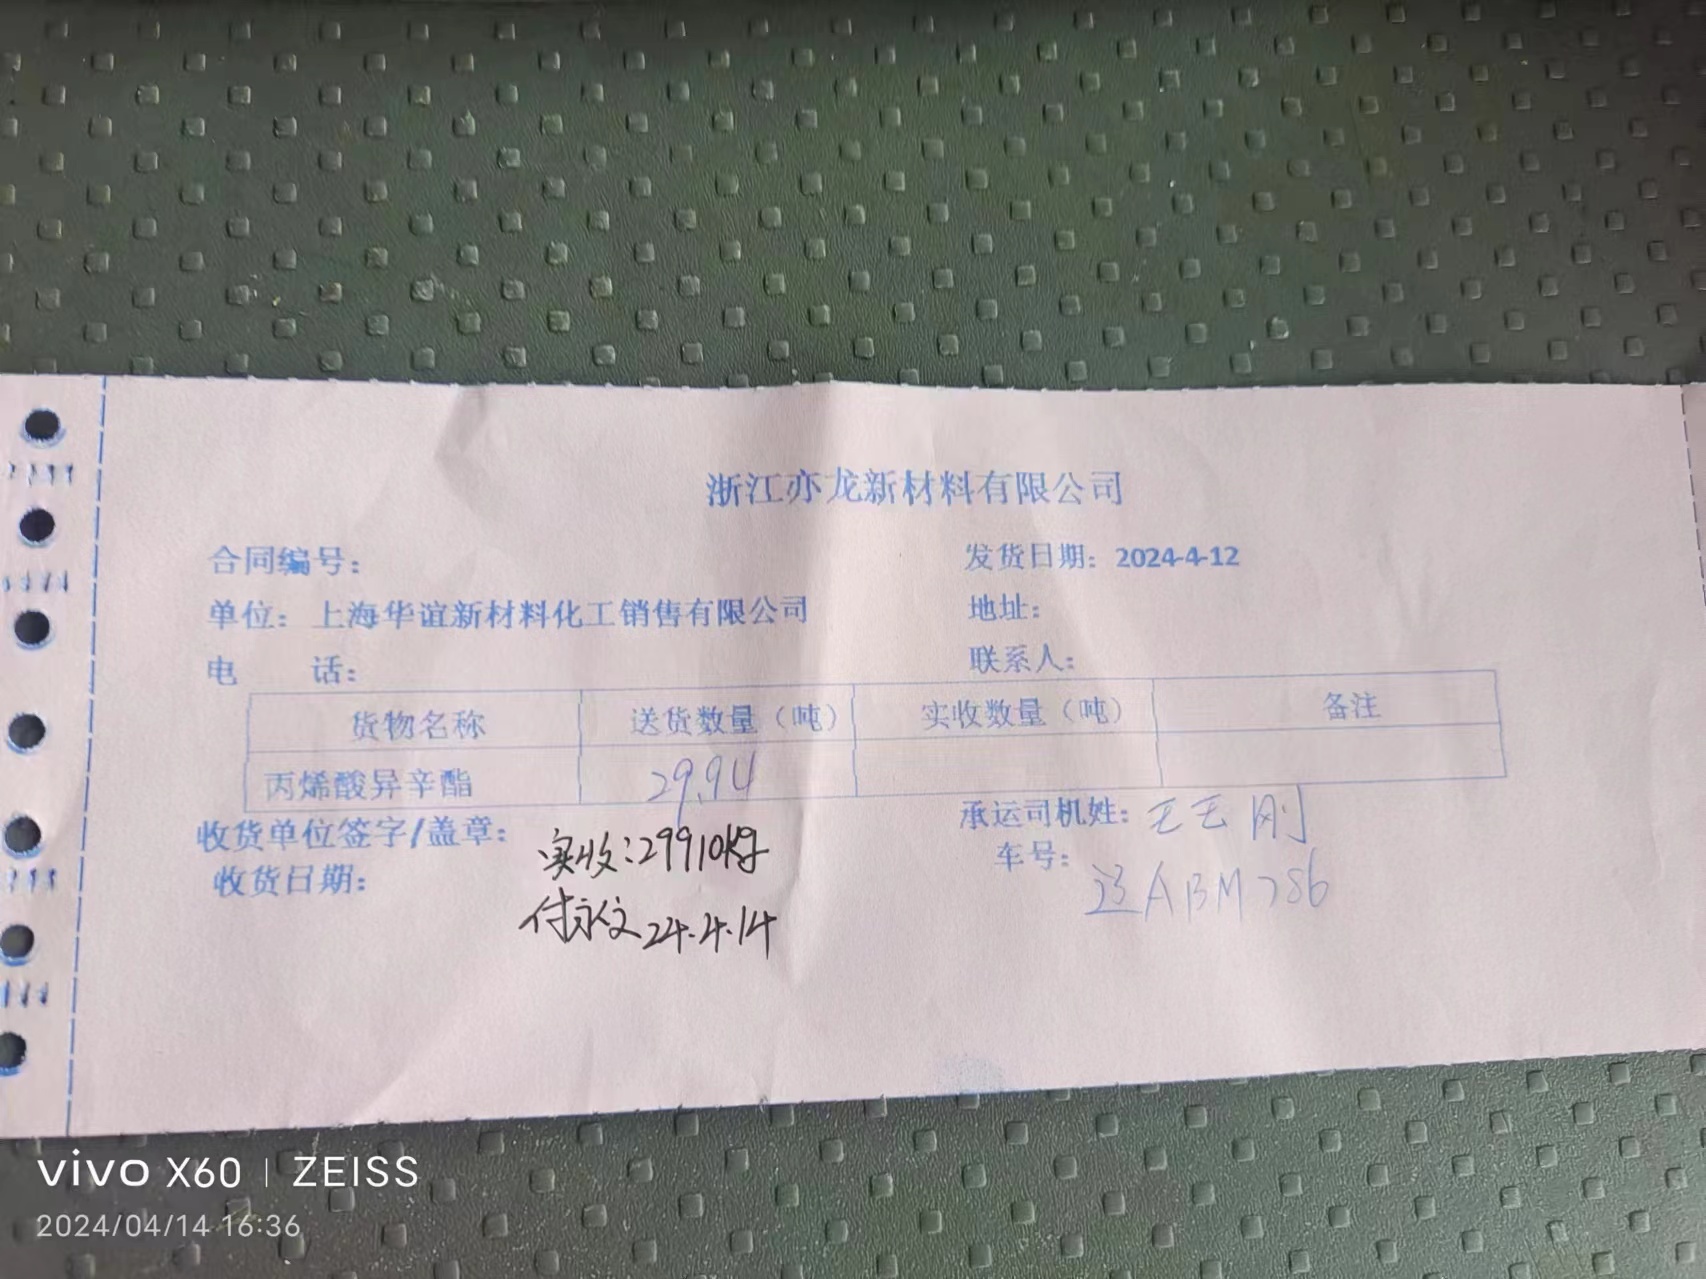 浙江亦龙新材料有限公司
合同编号：
发货日期：2024-4-12
单位：上海华谊新材料化工销售有限公司
地址：
电 话：
联系人：
货物名称 送货数量（吨） 实收数量（吨） 备注
丙烯酸异辛酯 29.94
收货单位签字/盖章：
承运司机姓：刚
实收：29910kg
车号：ABM786
收货日期：
付永文 24.4.14
vivo X60 | ZEISS
2024/04/14 16:36